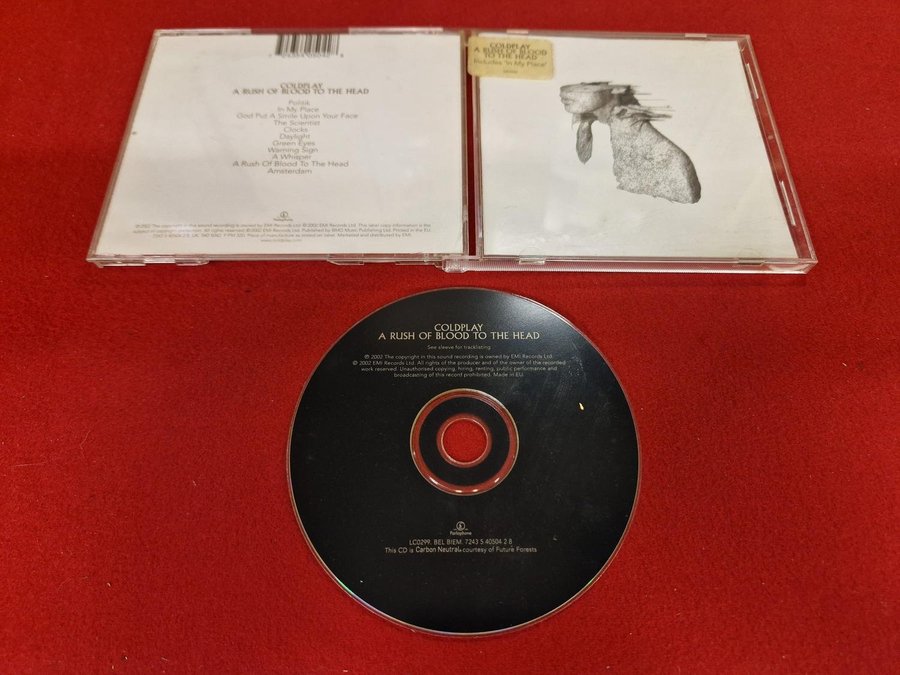 COLDPLAY
A RUSH OF BLOOD TO THE HEAD
Politik
In My Place
God Put A Smile Upon Your Face
The Scientist
Clocks
Daylight
Green Eyes
Warning Sign
A Whisper
A Rush Of Blood To The Head
Amsterdam
Parlophone
www.coldplay.com
COLDPLAY
A RUSH OF BLOOD
TO THE HEAD
Includes 'In My Place'
COLDPLAY
A RUSH OF BLOOD TO THE HEAD
See sleeve for tracklisting
℗ 2002 The copyright in this sound recording is owned by EMI Records Ltd.
© 2002 EMI Records Ltd. All rights of the producer and of the owner of the recorded
work reserved. Unauthorised copying, hiring, renting, public performance and
broadcasting of this record prohibited. Made in EU.
Parlophone
LC0299. BEL BIEM. 7243 5 40504 2 8
This CD is Carbon Neutral, courtesy of Future Forests